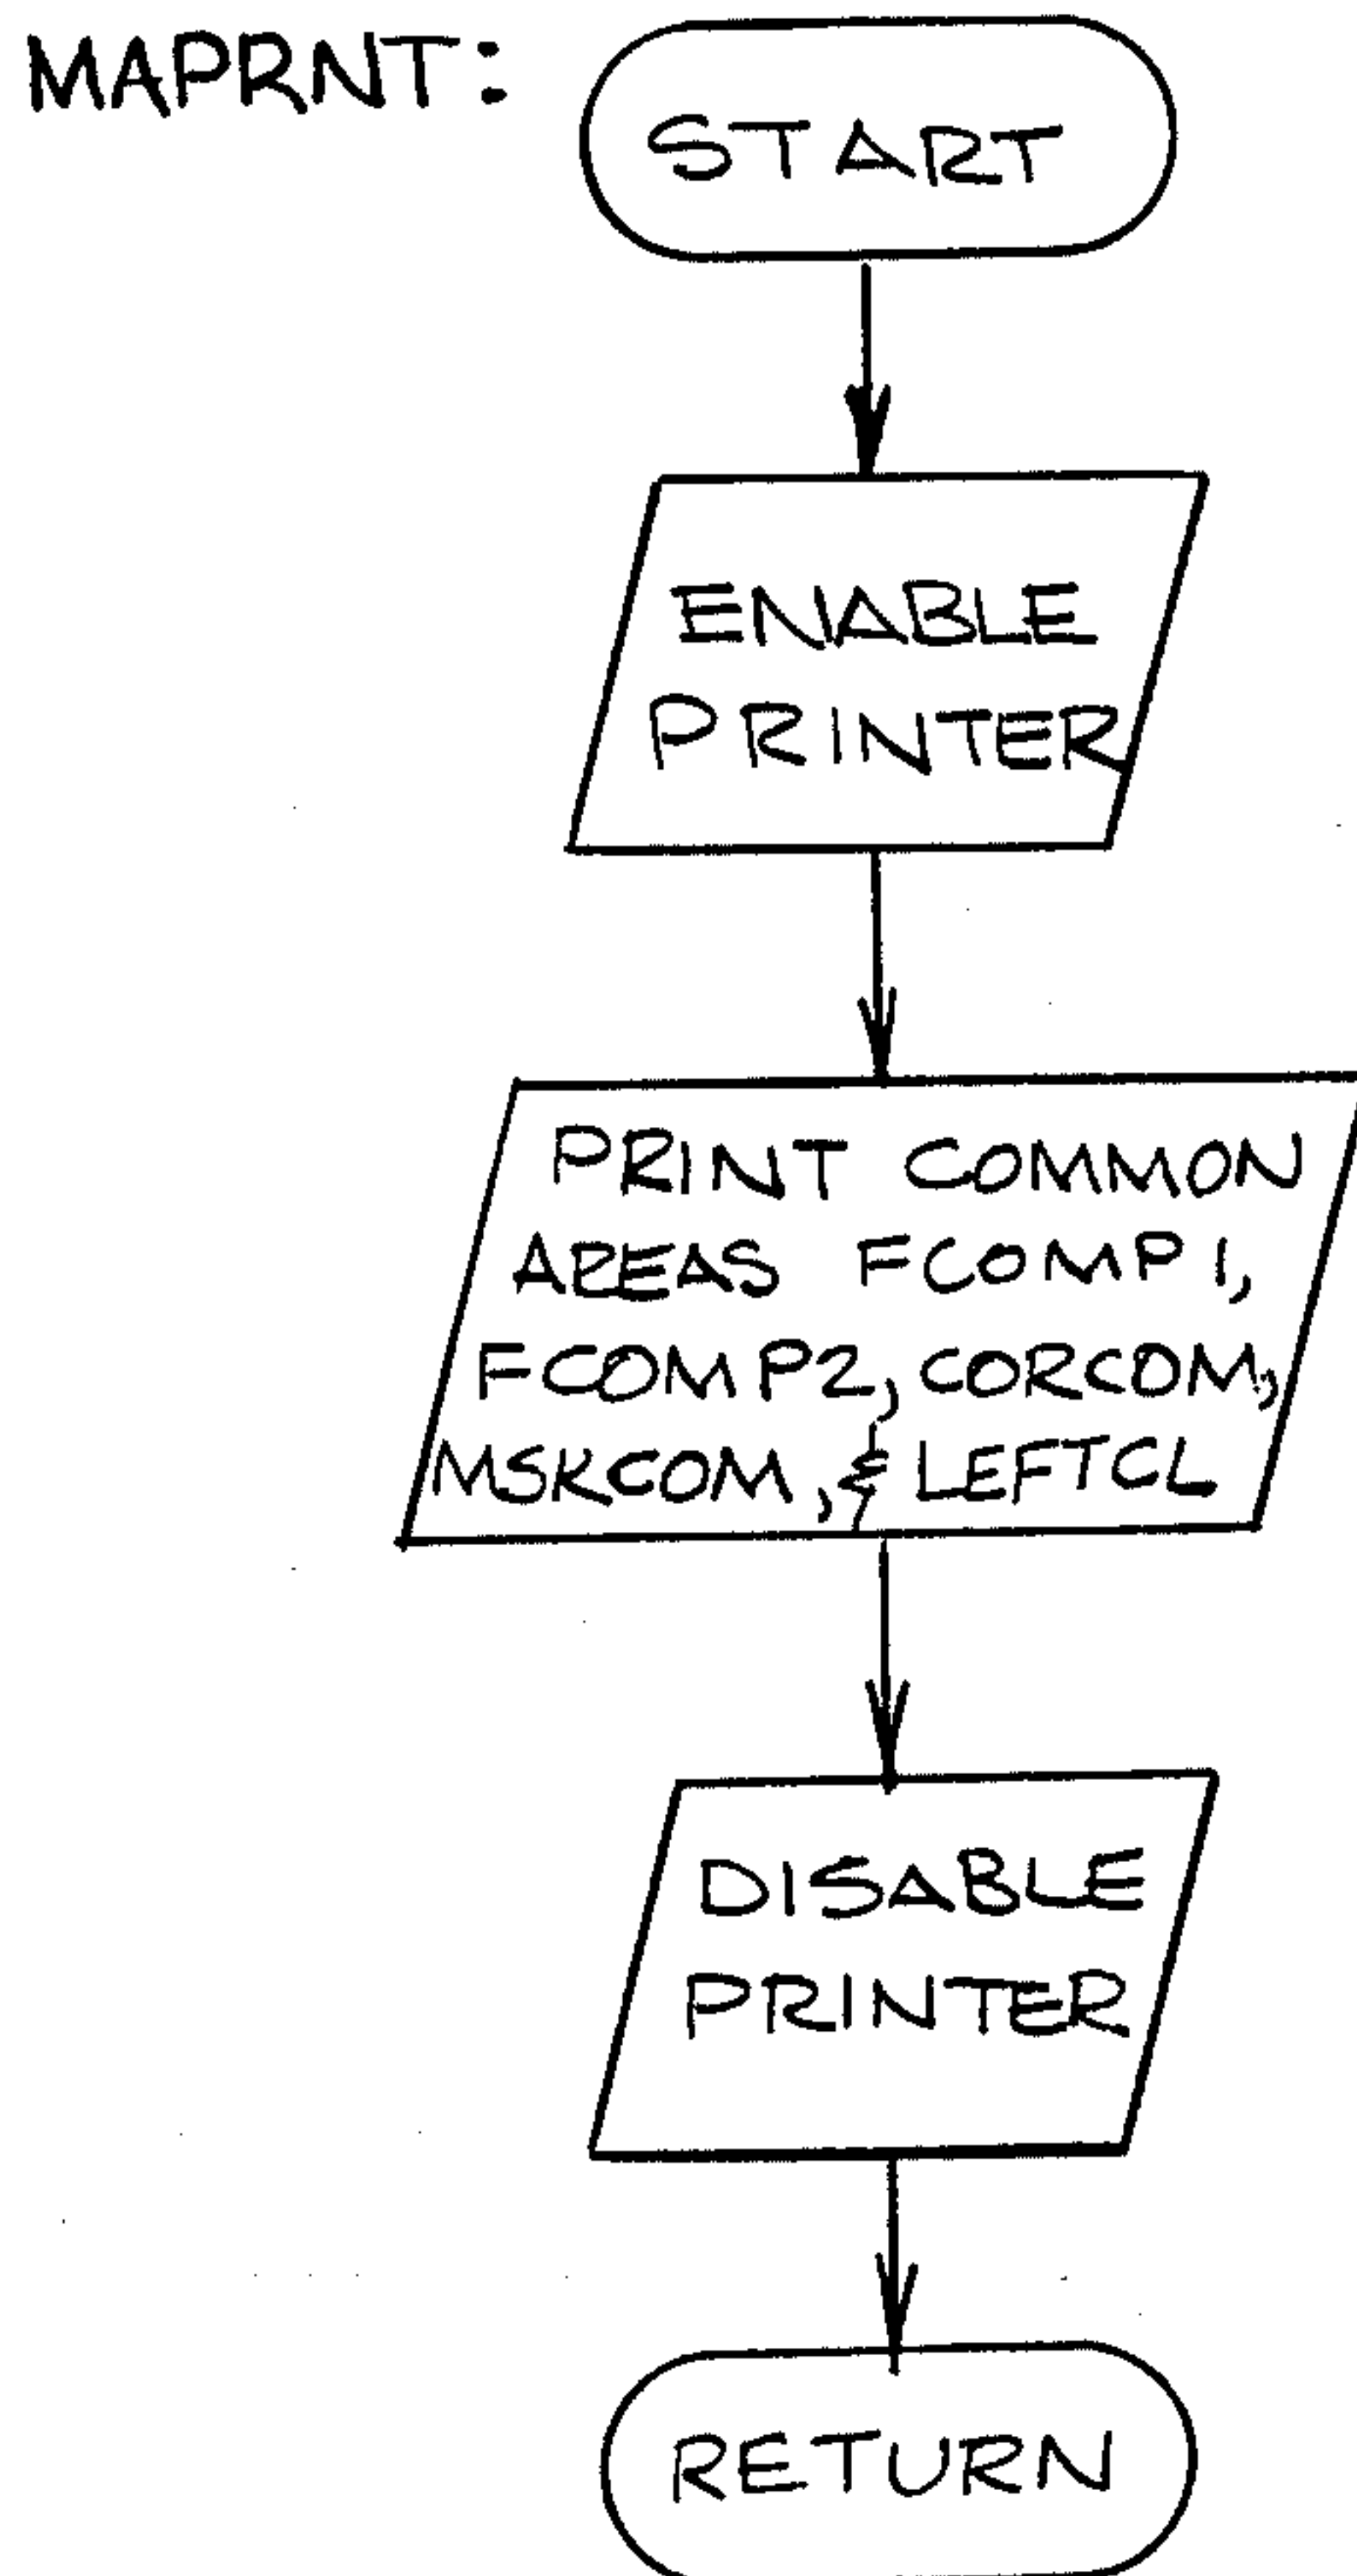 MAPRNT:
START
ENABLE
PRINTER
PRINT COMMON
AREAS FCOMP1,
FCOMP2, CORCOM,
MSKCOM, & LEFTCL
DISABLE
PRINTER
RETURN